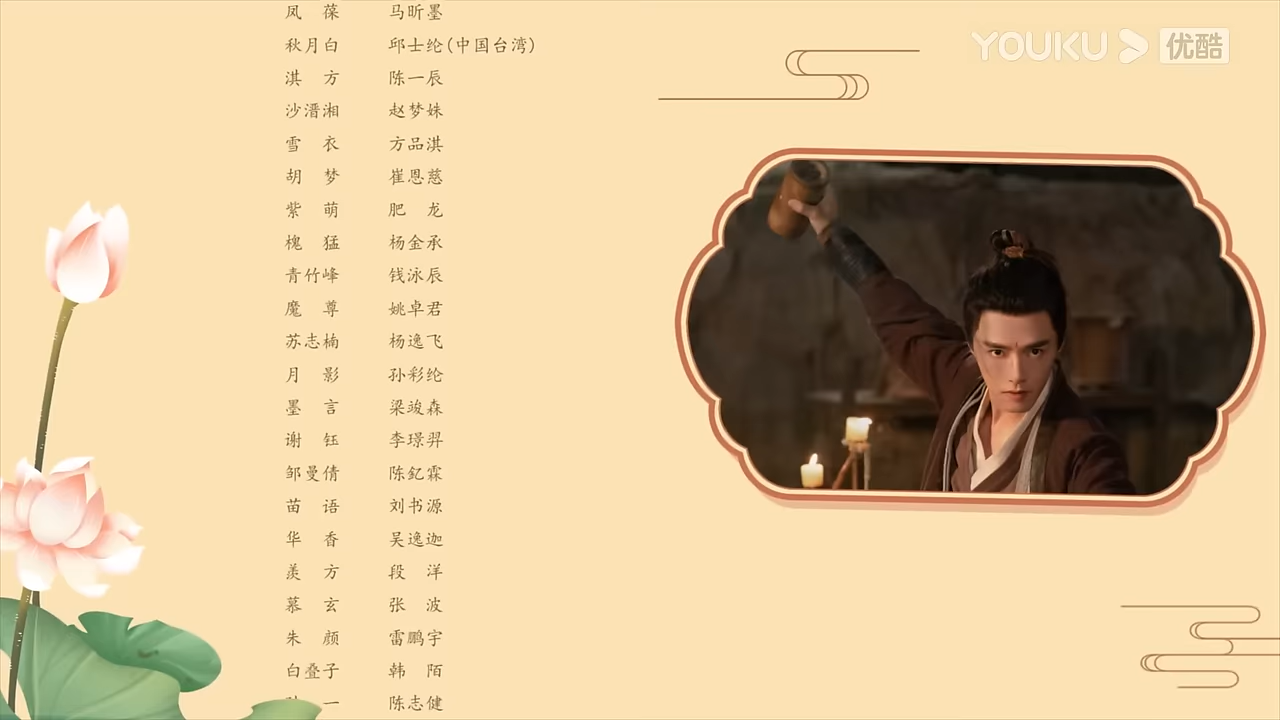 YOUKU 优酷
凤 葆 马昕墨
秋月白 邱士纶(中国台湾)
淇 方 陈一辰
沙溍湘 赵梦姝
雪 衣 方品淇
胡 梦 崔恩慈
紫 萌 肥 龙
槐 猛 杨金承
青竹峰 钱泳辰
魔 尊 姚卓君
苏志楠 杨逸飞
月 影 孙彩纶
墨 言 梁竣森
谢 钰 李璟羿
邹曼倩 陈釔霖
苗 语 刘书源
华 香 吴逸迦
羡 方 段 洋
慕 玄 张 波
朱 颜 雷鹏宇
白叠子 韩 陌
一 陈志健